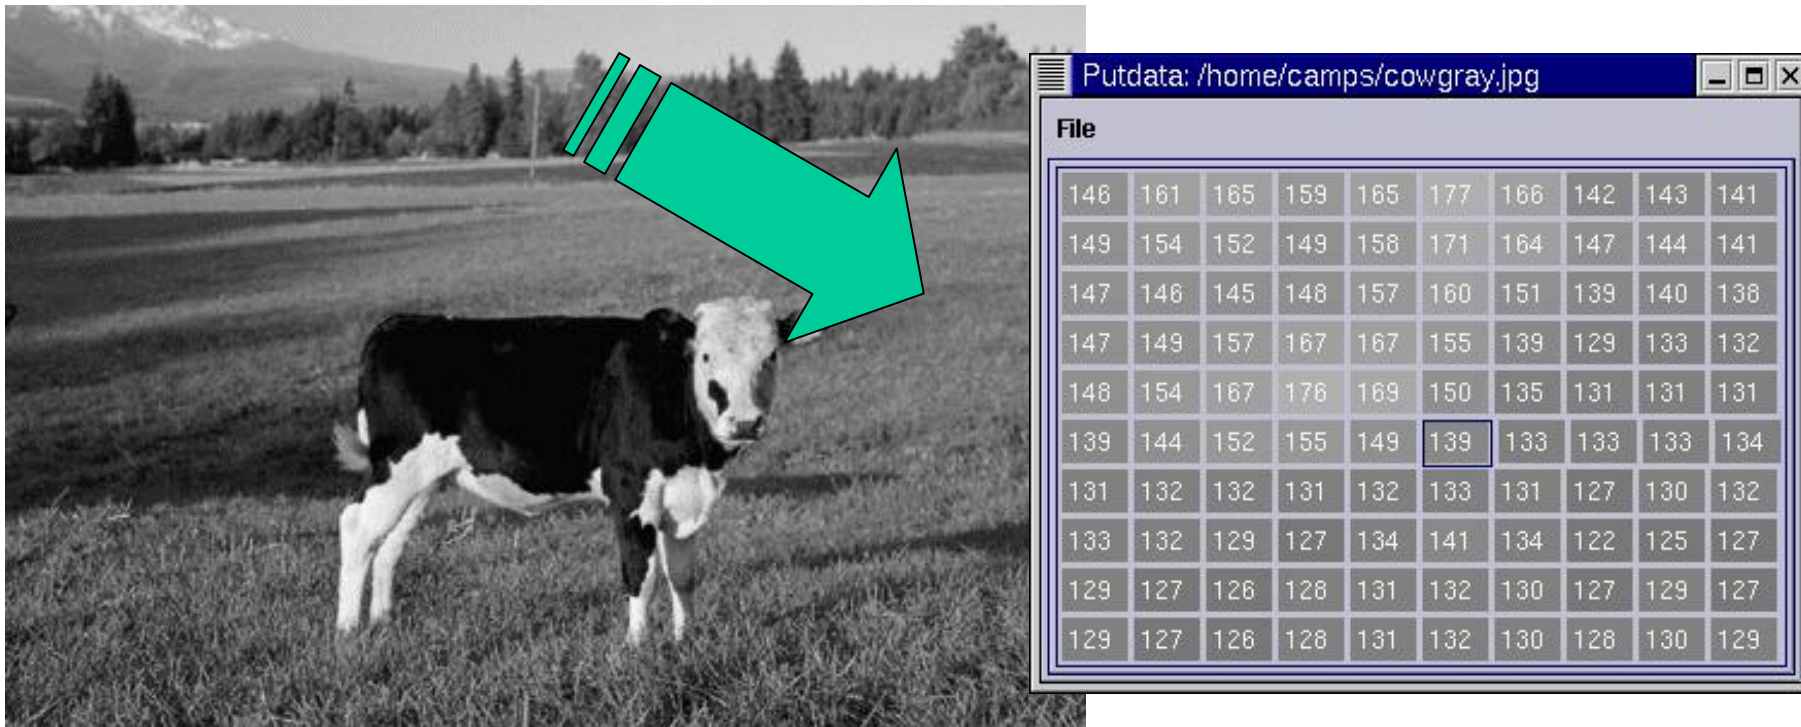 Putdata: /home/camps/cowgray.jpg
File
146 161 165 159 165 177 166 142 143 141
149 154 152 149 158 171 164 147 144 141
147 146 145 148 157 160 151 139 140 138
147 149 157 167 167 155 139 129 133 132
148 154 167 176 169 150 135 131 131 131
139 144 152 155 149 139 133 133 133 134
131 132 132 131 132 133 131 127 130 132
133 132 129 127 134 141 134 122 125 127
129 127 126 128 131 132 130 127 129 127
129 127 126 128 131 132 130 128 130 129